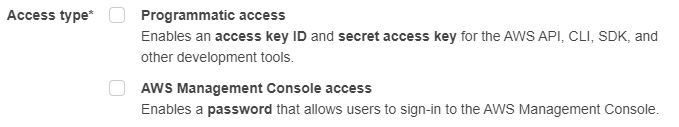 Access type* Programmatic access
Enables an access key ID and secret access key for the AWS API, CLI, SDK, and
other development tools.
AWS Management Console access
Enables a password that allows users to sign-in to the AWS Management Console.